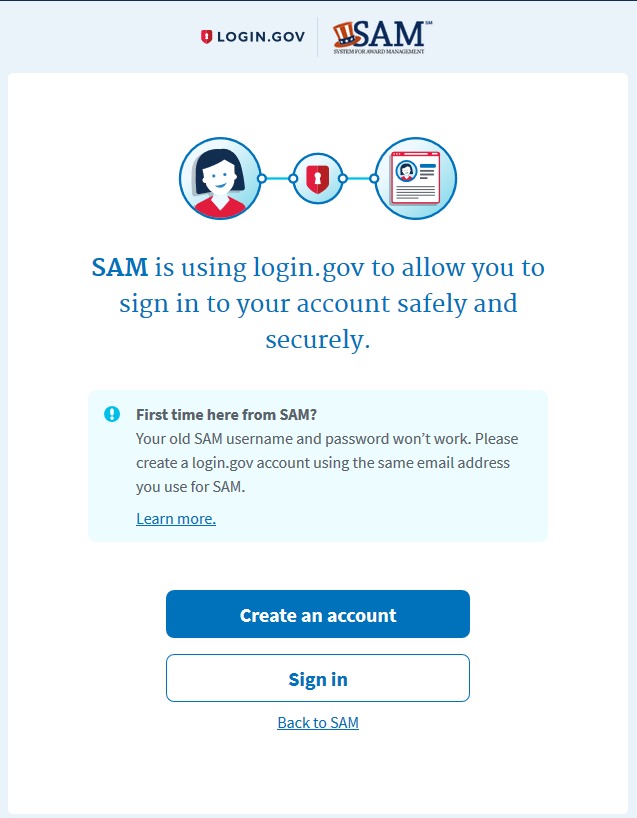 LOGIN.GOV
SAM SM
SYSTEM FOR AWARD MANAGEMENT
SAM is using login.gov to allow you to
sign in to your account safely and
securely.
First time here from SAM?
Your old SAM username and password won’t work. Please
create a login.gov account using the same email address
you use for SAM.
Learn more.
Create an account
Sign in
Back to SAM